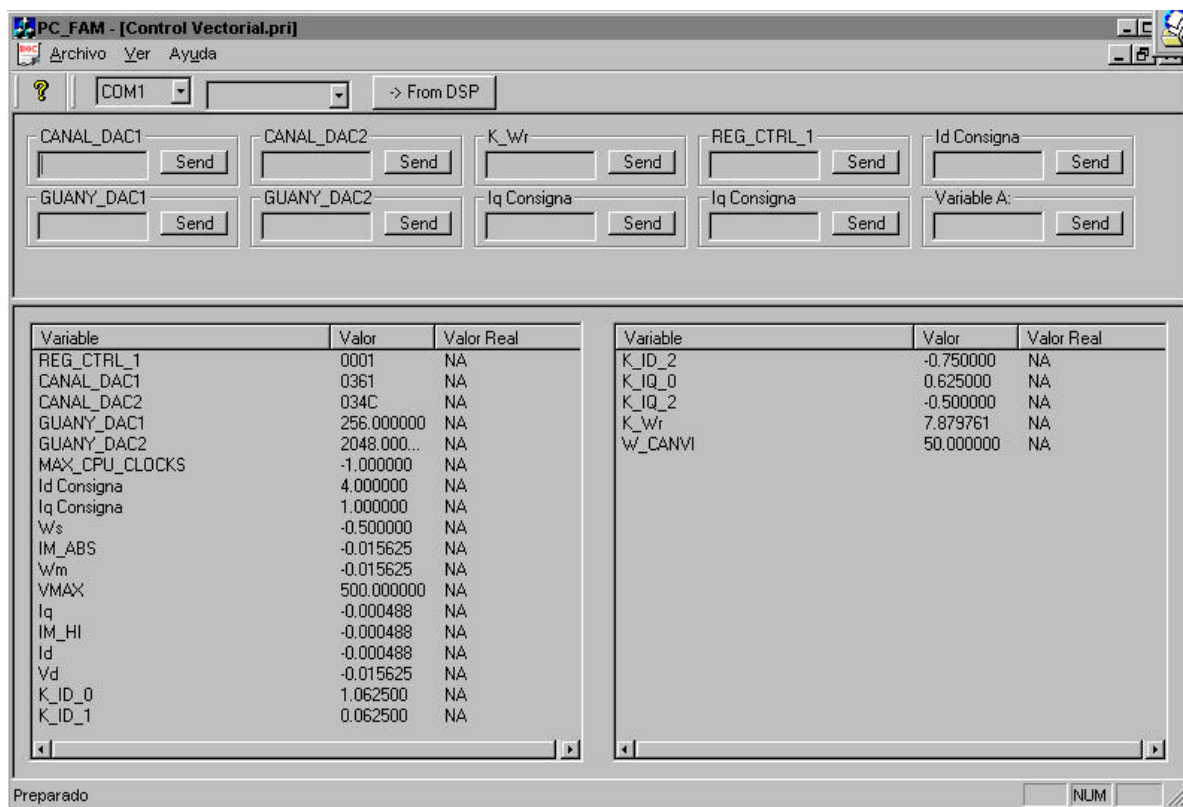 PC_FAM - [Control Vectorial.pri]
Archivo Ver Ayuda
COM1 -> From DSP
CANAL_DAC1 CANAL_DAC2 K_Wr REG_CTRL_1 Id Consigna
Send Send Send Send Send
GUANY_DAC1 GUANY_DAC2 Iq Consigna Iq Consigna Variable A:
Send Send Send Send Send
Variable Valor Valor Real
REG_CTRL_1 0001 NA
CANAL_DAC1 0361 NA
CANAL_DAC2 034C NA
GUANY_DAC1 256.000000 NA
GUANY_DAC2 2048.000... NA
MAX_CPU_CLOCKS -1.000000 NA
Id Consigna 4.000000 NA
Iq Consigna 1.000000 NA
Ws -0.500000 NA
IM_ABS -0.015625 NA
Wm -0.015625 NA
VMAX 500.000000 NA
Iq -0.000488 NA
IM_HI -0.000488 NA
Id -0.000488 NA
Vd -0.015625 NA
K_ID_0 1.062500 NA
K_ID_1 0.062500 NA
Variable Valor Valor Real
K_ID_2 -0.750000 NA
K_IQ_0 0.625000 NA
K_IQ_2 -0.500000 NA
K_Wr 7.879761 NA
W_CANVI 50.000000 NA
Preparado NUM